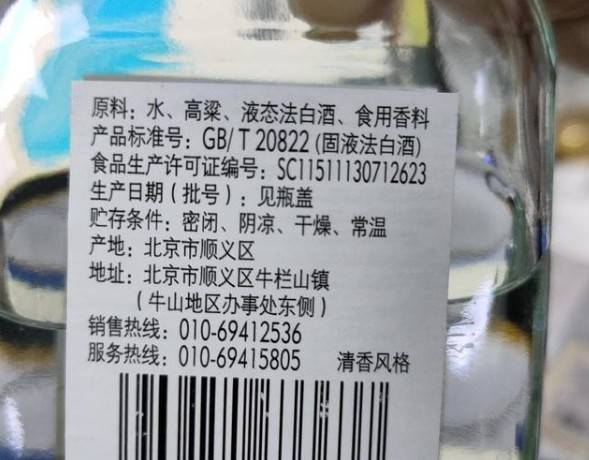 原料：水、高粱、液态法白酒、食用香料
产品标准号：GB/T 20822 (固液法白酒)
食品生产许可证编号：SC11511130712623
生产日期（批号）：见瓶盖
贮存条件：密闭、阴凉、干燥、常温
产地：北京市顺义区
地址：北京市顺义区牛栏山镇
（牛山地区办事处东侧）
销售热线：010-69412536
服务热线：010-69415805 清香风格